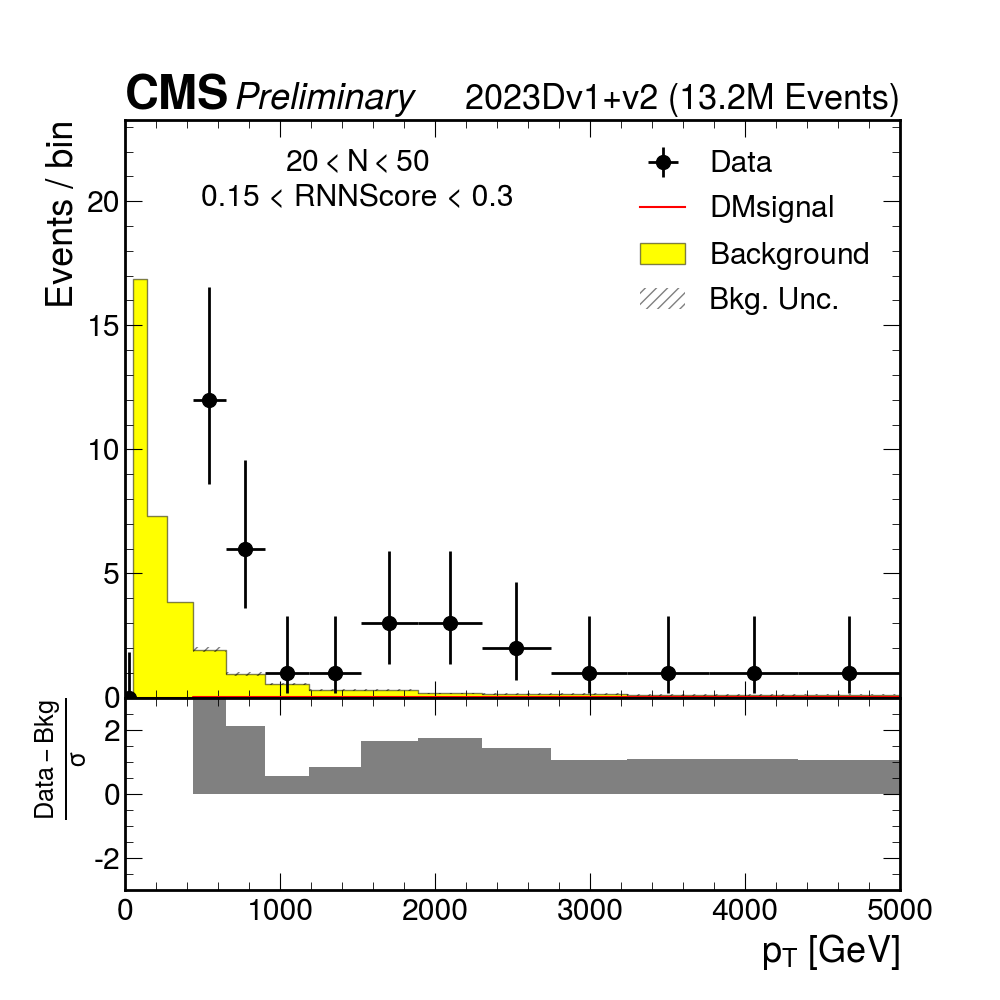 CMS Preliminary 2023Dv1+v2 (13.2M Events)
Events / bin
20 < N < 50
0.15 < RNNScore < 0.3
Data
DMsignal
Background
Bkg. Unc.
20
15
10
5
0
Data – Bkg
σ
2
0
-2
0 1000 2000 3000 4000 5000
pT [GeV]